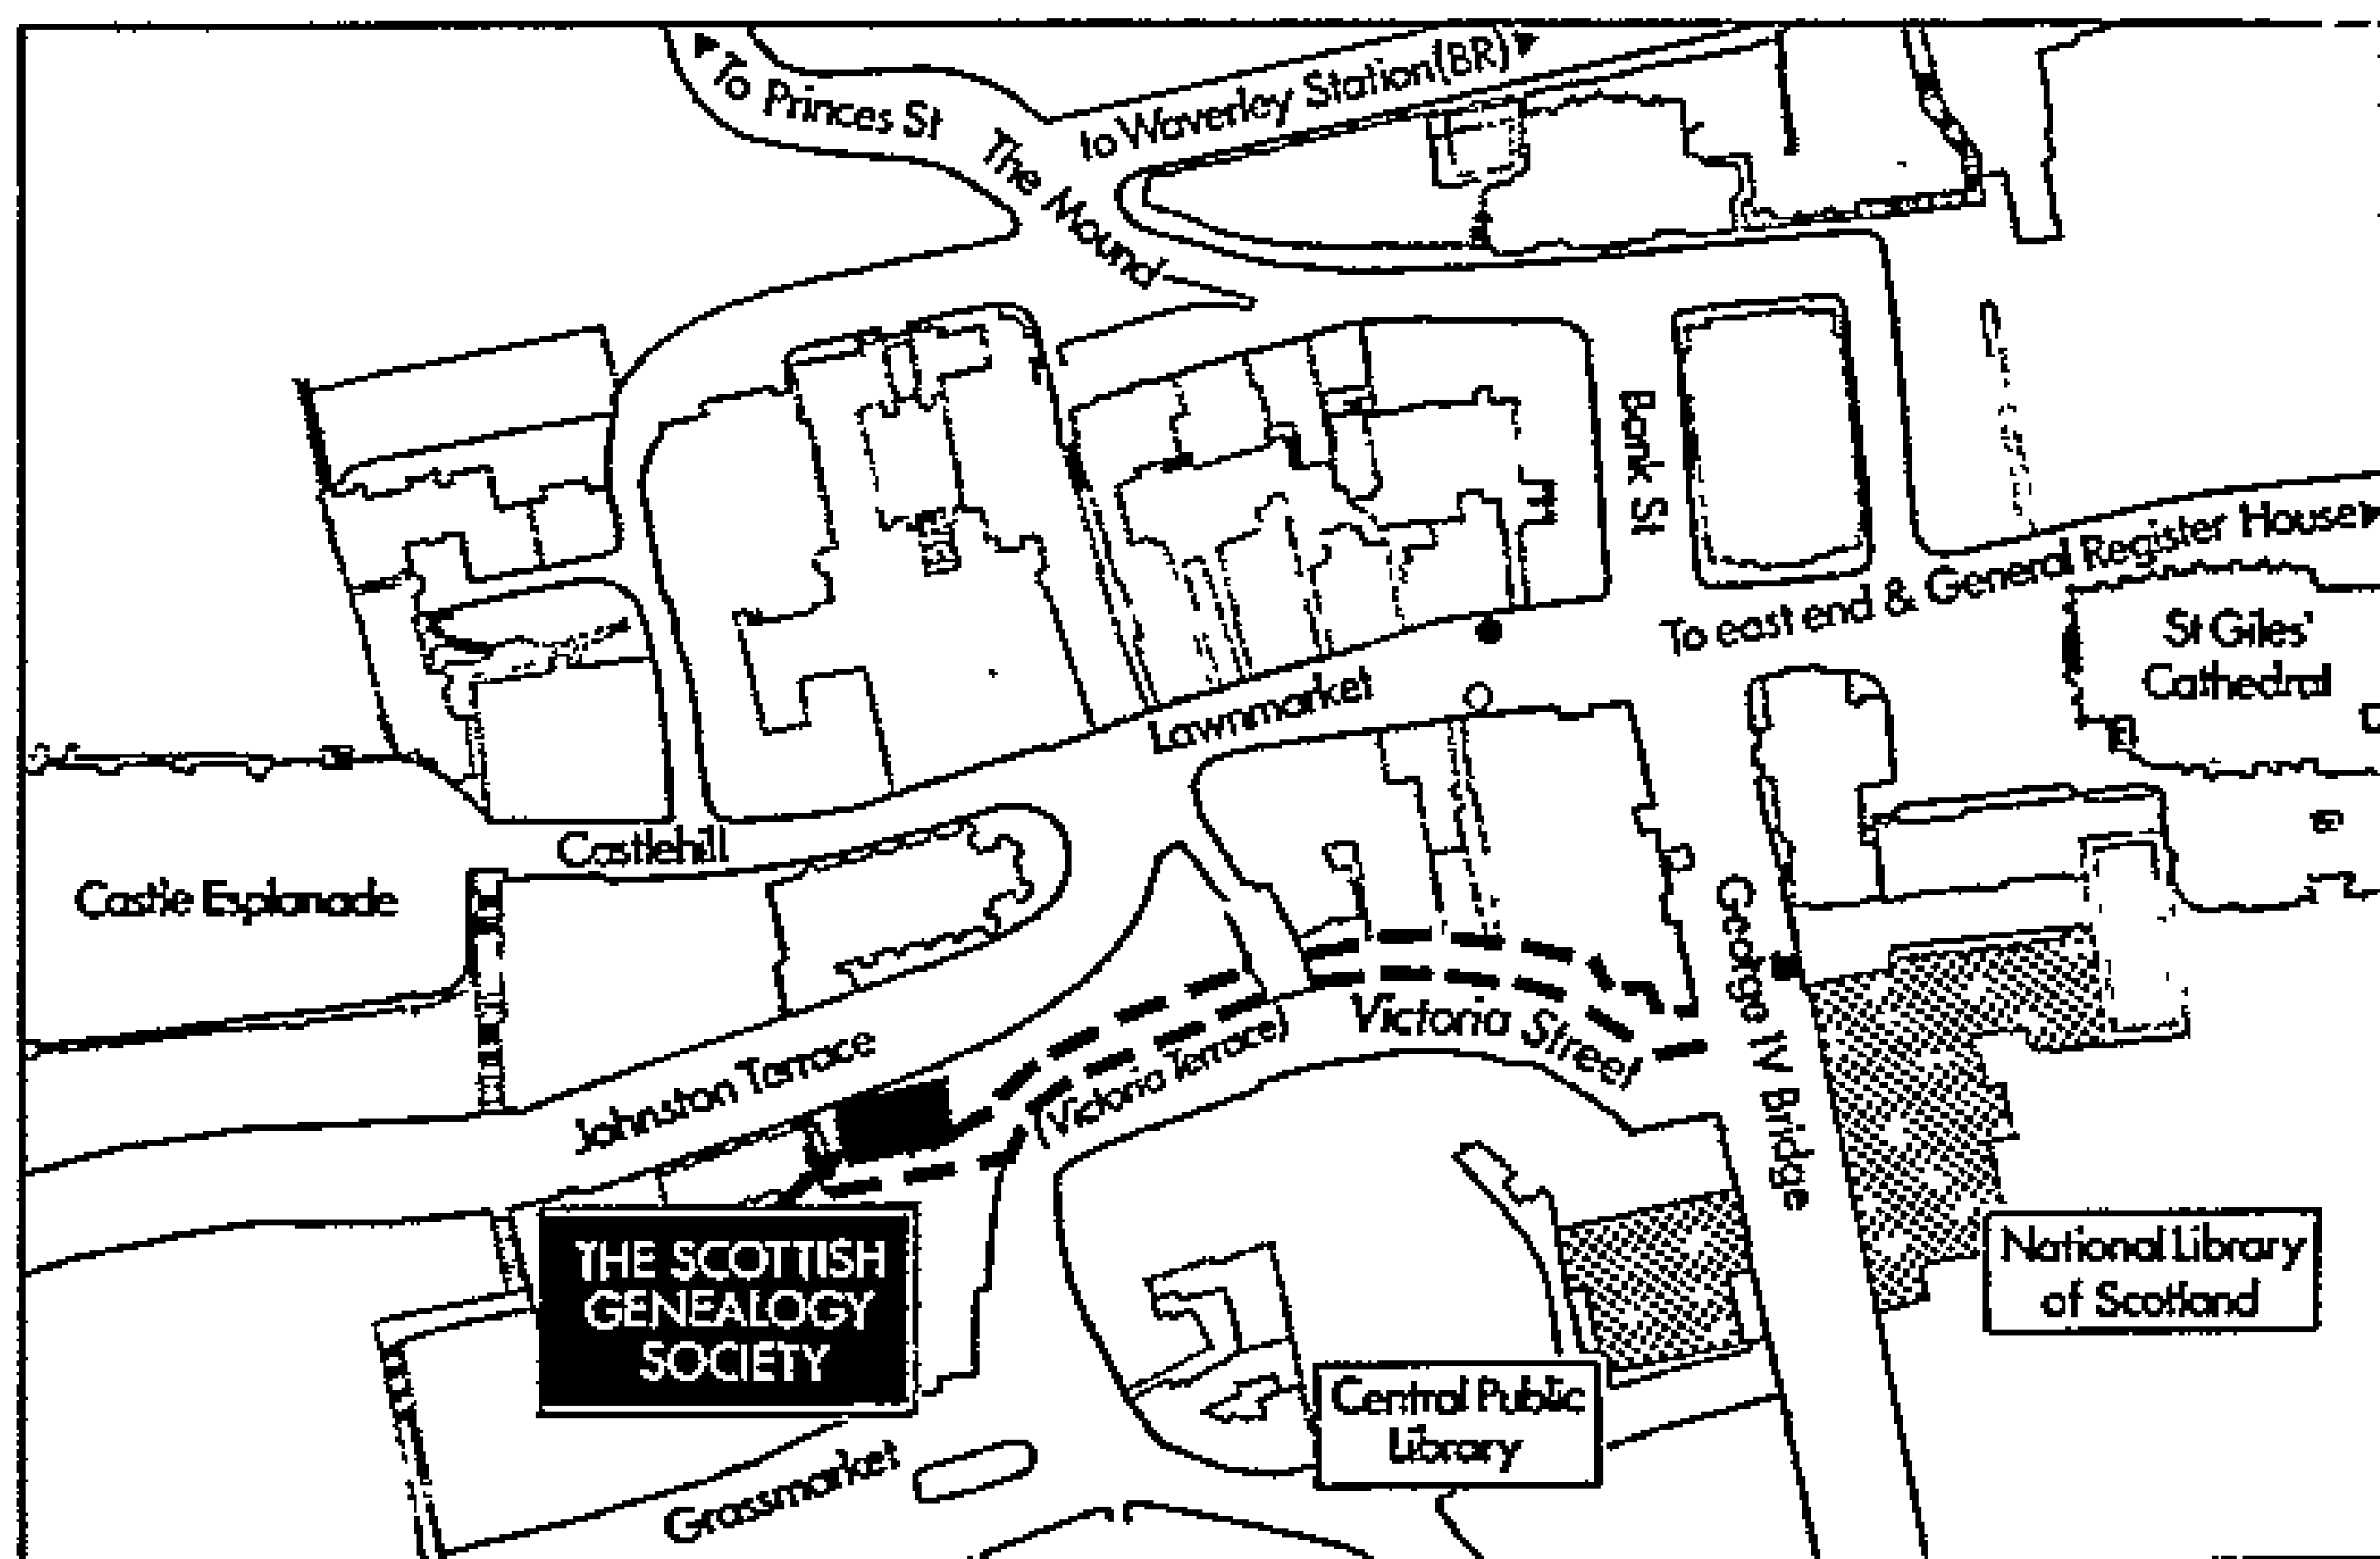 To Princes St
to Waverley Station (BR)
The Mound
Bank St
To east end & General Register House
St Giles'
Cathedral
Lawnmarket
Castlehill
Castle Esplanade
George IV Bridge
Victoria Street
(Victoria Terrace)
Johnston Terrace
THE SCOTTISH
GENEALOGY
SOCIETY
National Library
of Scotland
Central Public
Library
Grassmarket